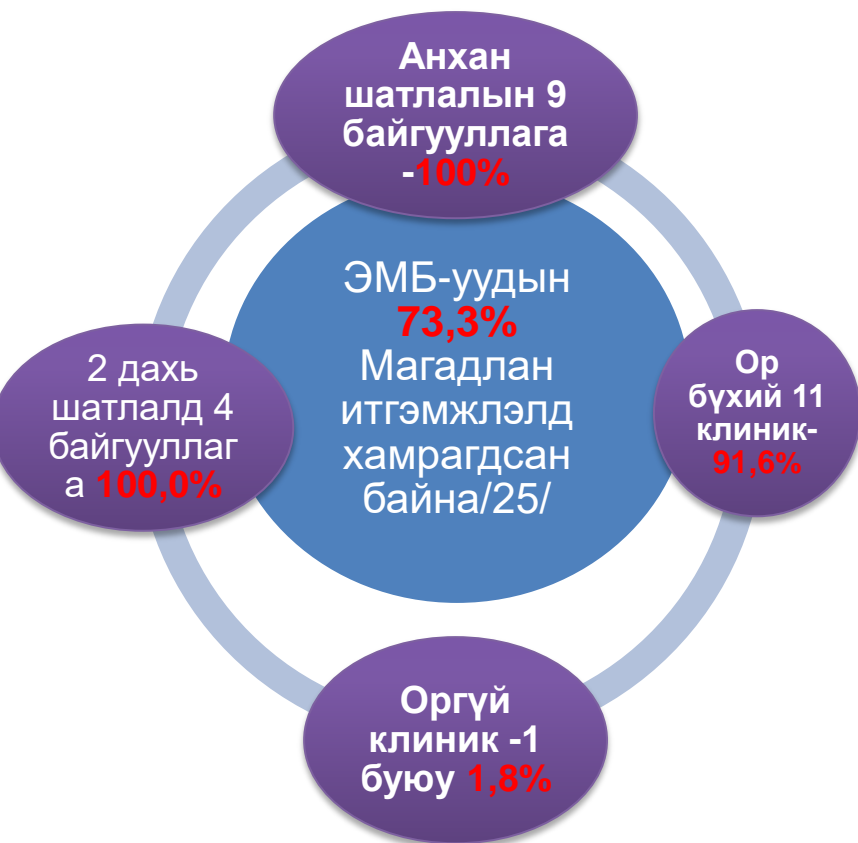 Анхан
шатлалын 9
байгууллага
-100%
ЭМБ-уудын
73,3%
Магадлан
итгэмжлэлд
хамрагдсан
байна/25/
Ор
бүхий 11
клиник-
91,6%
Оргүй
клиник -1
буюу 1,8%
2 дахь
шатлалд 4
байгууллаг
а 100,0%